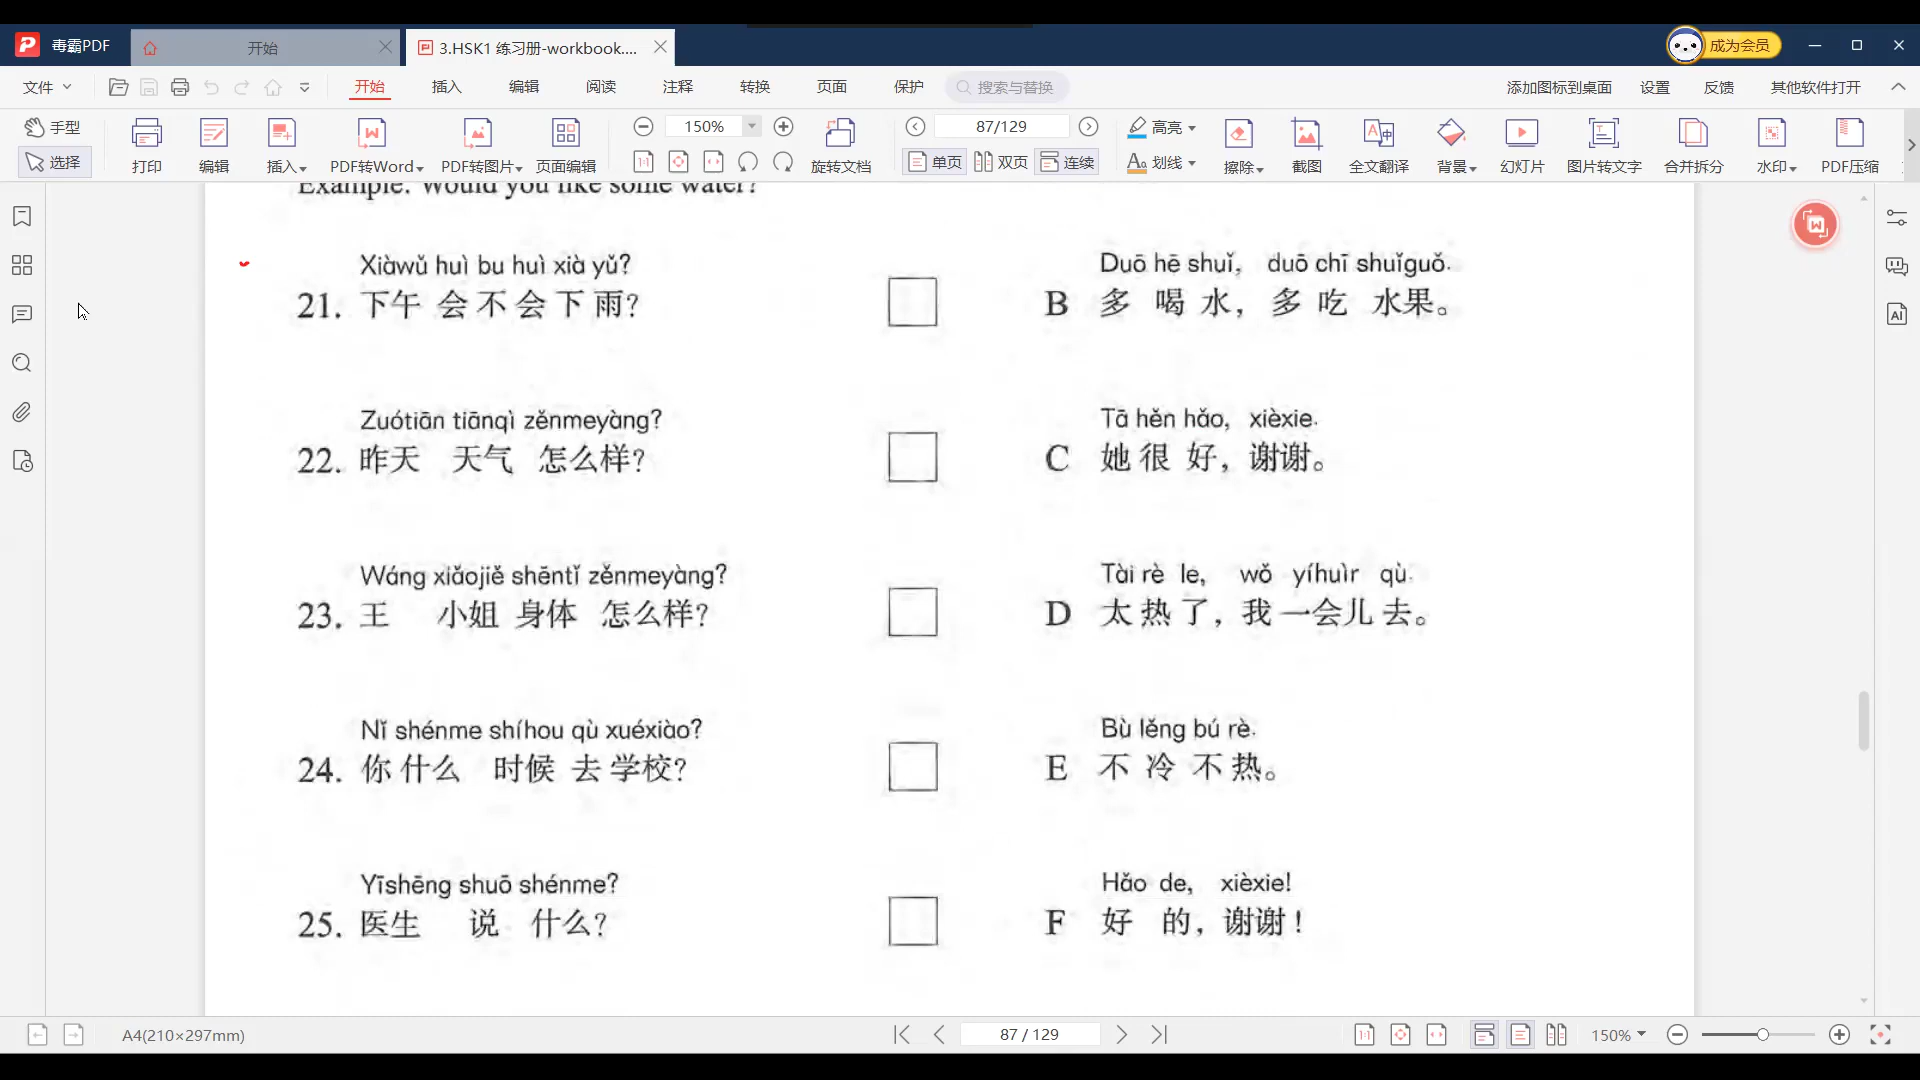 毒霸PDF
开始
3.HSK1 练习册-workbook....
成为会员
文件
开始
插入
编辑
阅读
注释
转换
页面
保护
搜索与替换
添加图标到桌面
设置
反馈
其他软件打开
手型
选择
打印
编辑
插入
PDF转Word
PDF转图片
页面编辑
150%
旋转文档
87/129
单页
双页
连续
高亮
划线
擦除
截图
全文翻译
背景
幻灯片
图片转文字
合并拆分
水印
PDF压缩
Example: Would you like some water?
Xiàwǔ huì bu huì xià yǔ?
21. 下午 会 不 会 下 雨?
Duō hē shuǐ, duō chī shuǐguǒ.
B 多 喝 水, 多 吃 水果。
Zuótiān tiānqì zěnmeyàng?
22. 昨天 天气 怎么样?
Tā hěn hǎo, xièxie.
C 她 很 好, 谢谢。
Wáng xiǎojiě shēntǐ zěnmeyàng?
23. 王 小姐 身体 怎么样?
Tài rè le, wǒ yíhuìr qù.
D 太 热 了, 我 一会儿 去。
Nǐ shénme shíhou qù xuéxiào?
24. 你 什么 时候 去 学校?
Bù lěng bú rè.
E 不 冷 不 热。
Yīshēng shuō shénme?
25. 医生 说 什么?
Hǎo de, xièxie!
F 好 的, 谢谢!
A4(210×297mm)
87 / 129
150%